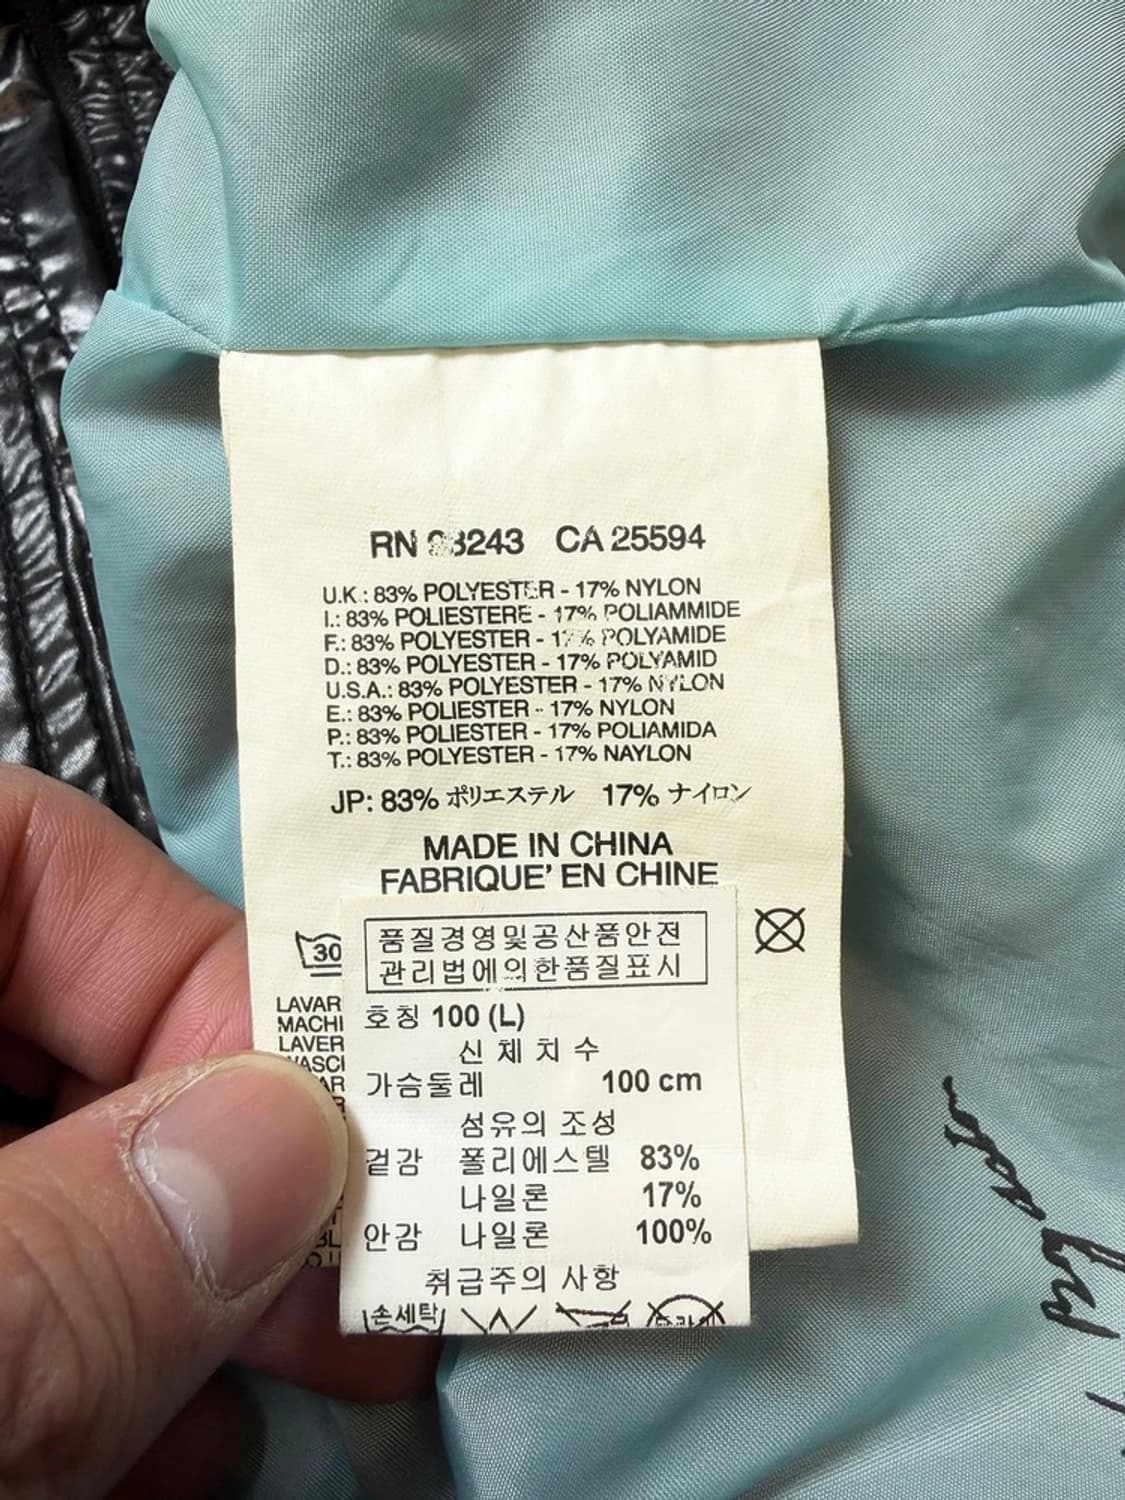 RN 3243 CA 25594
U.K.: 83% POLYESTER - 17% NYLON
I.: 83% POLIESTERE - 17% POLIAMMIDE
F.: 83% POLYESTER - 17% POLYAMIDE
D.: 83% POLYESTER - 17% POLYAMID
U.S.A.: 83% POLYESTER - 17% NYLON
E.: 83% POLIESTER - 17% NYLON
P.: 83% POLIESTER - 17% POLIAMIDA
T.: 83% POLYESTER - 17% NAYLON
JP: 83% ポリエステル 17% ナイロン
MADE IN CHINA
FABRIQUE' EN CHINE
30
LAVAR
MACHI
LAVER
품질경영및공산품안전
관리법에의한품질표시
호칭 100 (L)
신체치수
가슴둘레 100 cm
섬유의 조성
겉감 폴리에스텔 83%
나일론 17%
안감 나일론 100%
취급주의 사항
손세탁